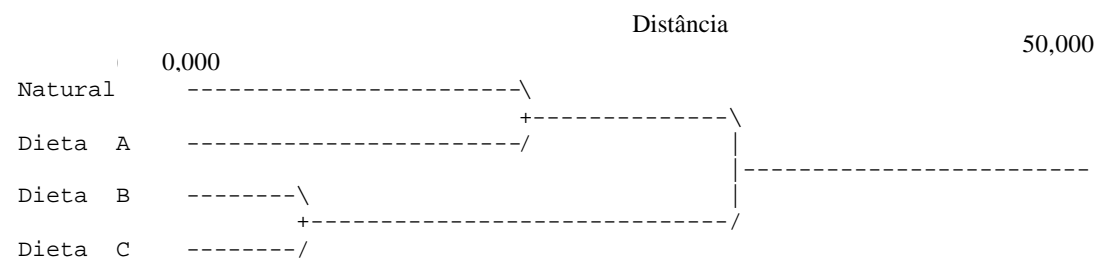 Distância
0,000 50,000
Natural
Dieta A
Dieta B
Dieta C